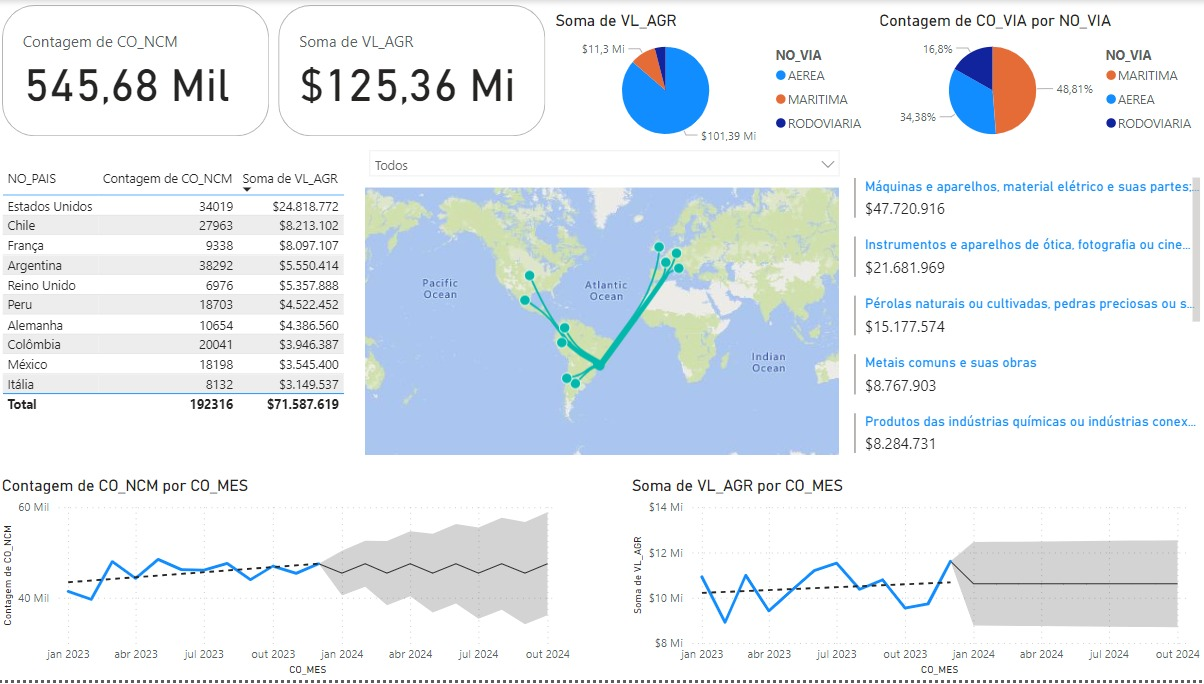 Contagem de CO_NCM
545,68 Mil
Soma de VL_AGR
$125,36 Mi
Soma de VL_AGR
$11,3 Mi
$101,39 Mi
NO_VIA
AEREA
MARITIMA
RODOVIARIA
Contagem de CO_VIA por NO_VIA
16,8%
48,81%
34,38%
NO_VIA
MARITIMA
AEREA
RODOVIARIA
NO_PAIS Contagem de CO_NCM Soma de VL_AGR
Estados Unidos 34019 $24.818.772
Chile 27963 $8.213.102
França 9338 $8.097.107
Argentina 38292 $5.550.414
Reino Unido 6976 $5.357.888
Peru 18703 $4.522.452
Alemanha 10654 $4.386.560
Colômbia 20041 $3.946.387
México 18198 $3.545.400
Itália 8132 $3.149.537
Total 192316 $71.587.619
Todos
Pacific
Ocean
Atlantic
Ocean
Indian
Ocean
Máquinas e aparelhos, material elétrico e suas partes;...
$47.720.916
Instrumentos e aparelhos de ótica, fotografia ou cine...
$21.681.969
Pérolas naturais ou cultivadas, pedras preciosas ou s...
$15.177.574
Metais comuns e suas obras
$8.767.903
Produtos das indústrias químicas ou indústrias conex...
$8.284.731
Contagem de CO_NCM por CO_MES
Contagem de CO_NCM
60 Mil
40 Mil
jan 2023 abr 2023 jul 2023 out 2023 jan 2024 abr 2024 jul 2024 out 2024
CO_MES
Soma de VL_AGR por CO_MES
Soma de VL_AGR
$14 Mi
$12 Mi
$10 Mi
$8 Mi
jan 2023 abr 2023 jul 2023 out 2023 jan 2024 abr 2024 jul 2024 out 2024
CO_MES